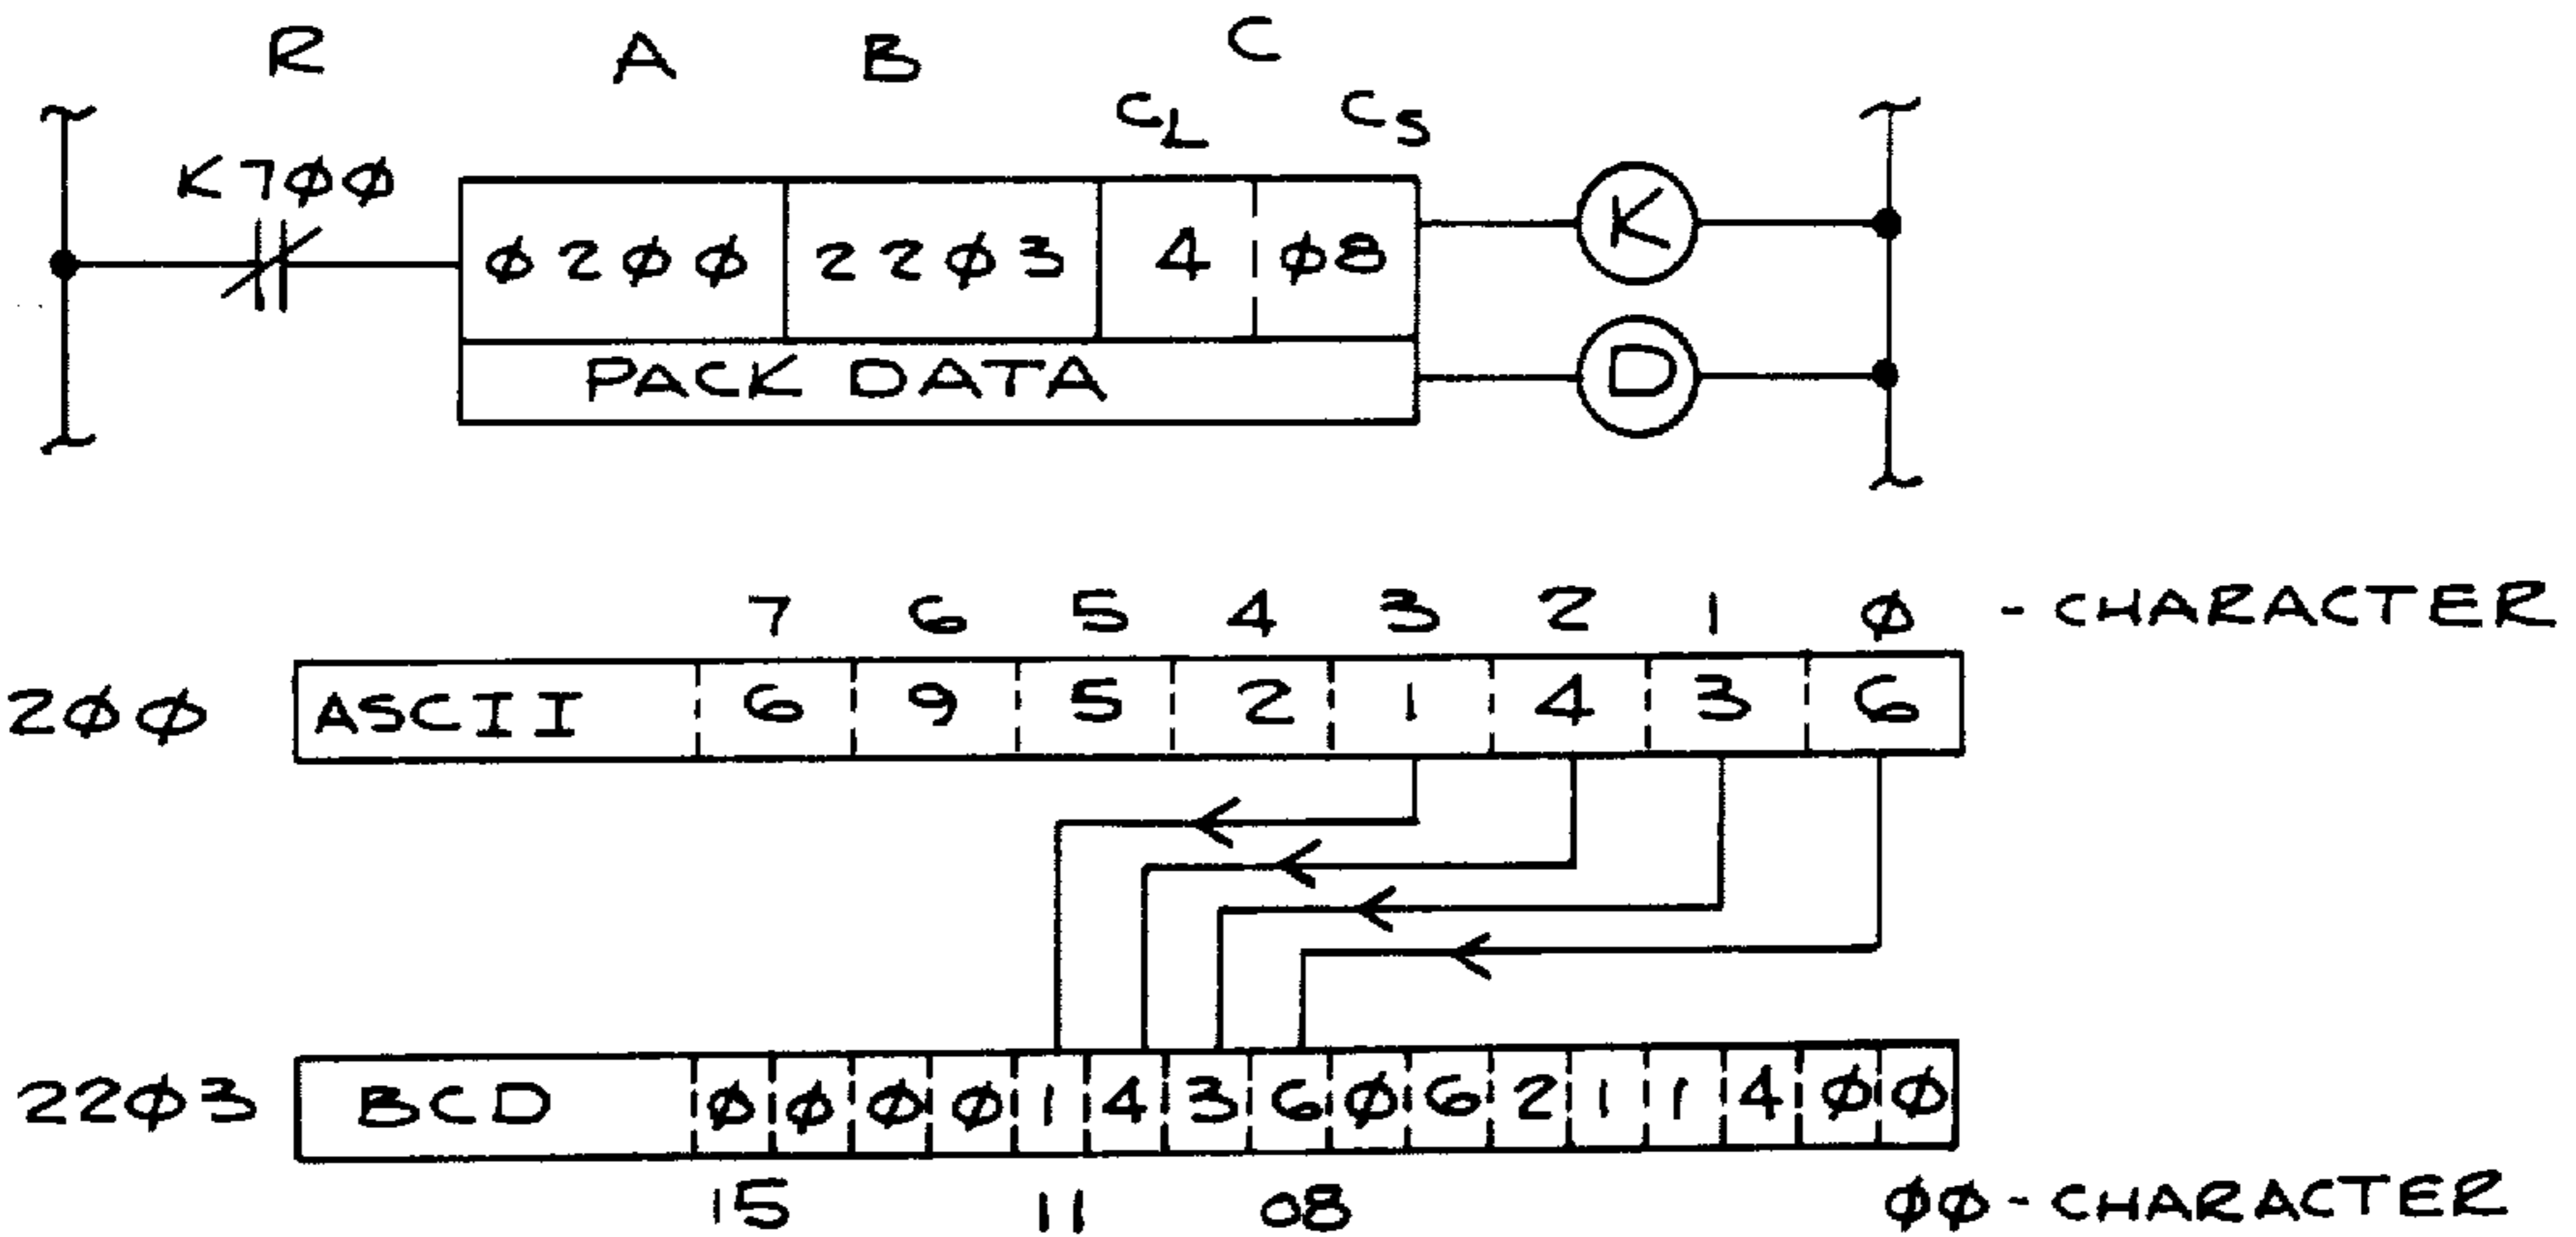 R A B C
CL CS
K7ØØ
Ø2ØØ 22Ø3 4 Ø8 K
PACK DATA D
7 6 5 4 3 2 1 Ø - CHARACTER
2ØØ ASCII 6 9 5 2 1 4 3 6
22Ø3 BCD Ø Ø Ø Ø 1 4 3 6 Ø 6 2 1 1 4 Ø Ø
15 11 08 ØØ - CHARACTER